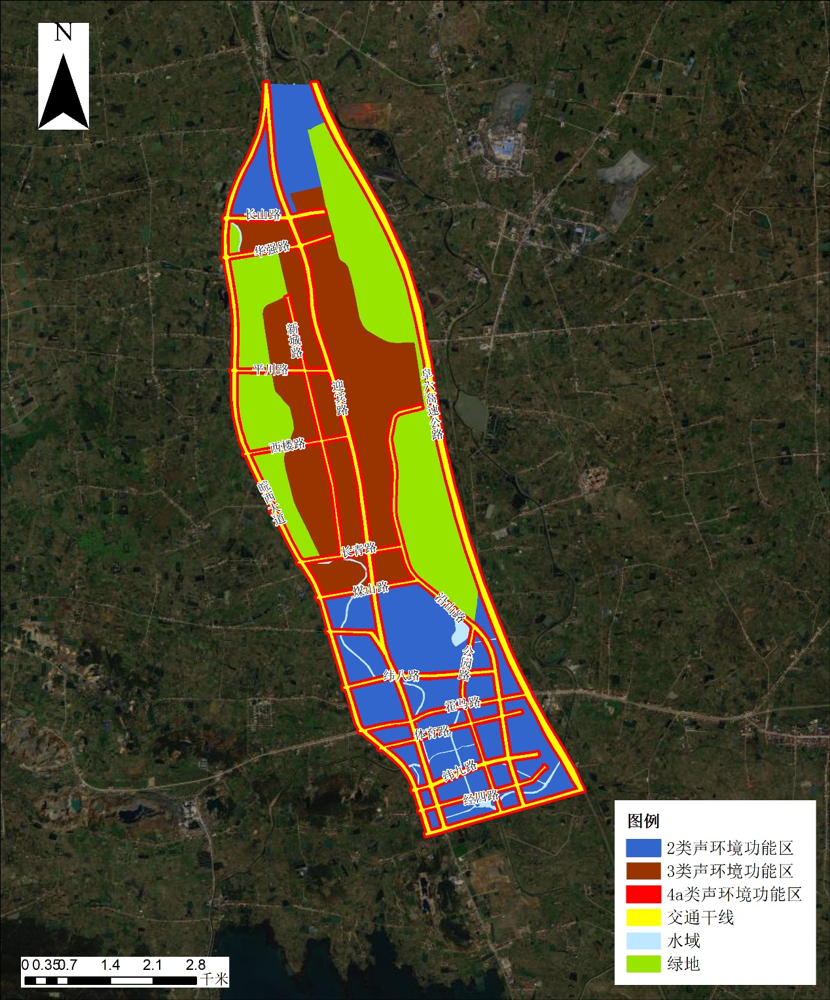 N
长山路
华强路
新城路
平川路
迎宾路
阜六高速公路
西楼路
皖西大道
长青路
煤山路
沿山路
公园路
纬八路
霍马路
体育路
纬九路
经四路
图例
2类声环境功能区
3类声环境功能区
4a类声环境功能区
交通干线
水域
绿地
0 0.35 0.7 1.4 2.1 2.8
千米